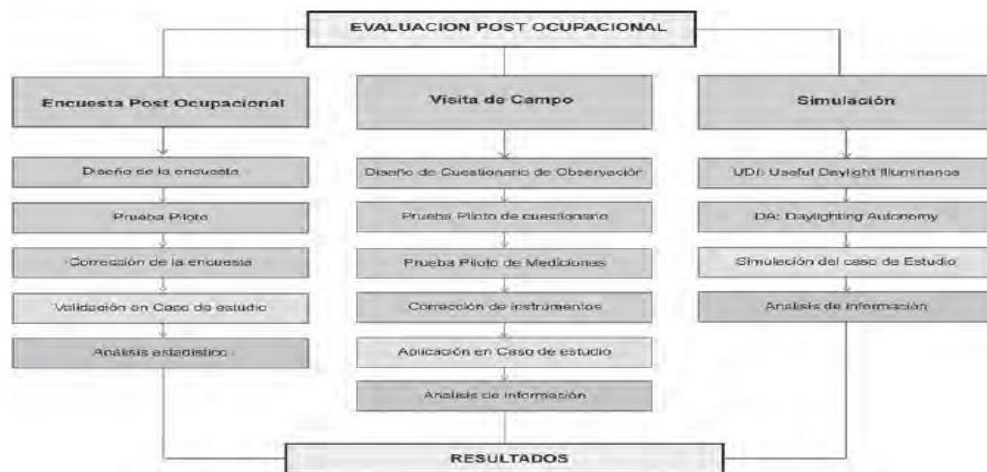 EVALUACION POST OCUPACIONAL
Encuesta Post Ocupacional
Diseño de la encuesta
Prueba Piloto
Corrección de la encuesta
Validación en Caso de estudio
Análisis estadístico
Visita de Campo
Diseño de Cuestionario de Observación
Prueba Piloto de cuestionario
Prueba Piloto de Mediciones
Corrección de instrumentos
Aplicación en Caso de estudio
Analisis de información
Simulación
UDI: Useful Daylight Illuminance
DA: Daylighting Autonomy
Simulación del caso de Estudio
Analisis de información
RESULTADOS